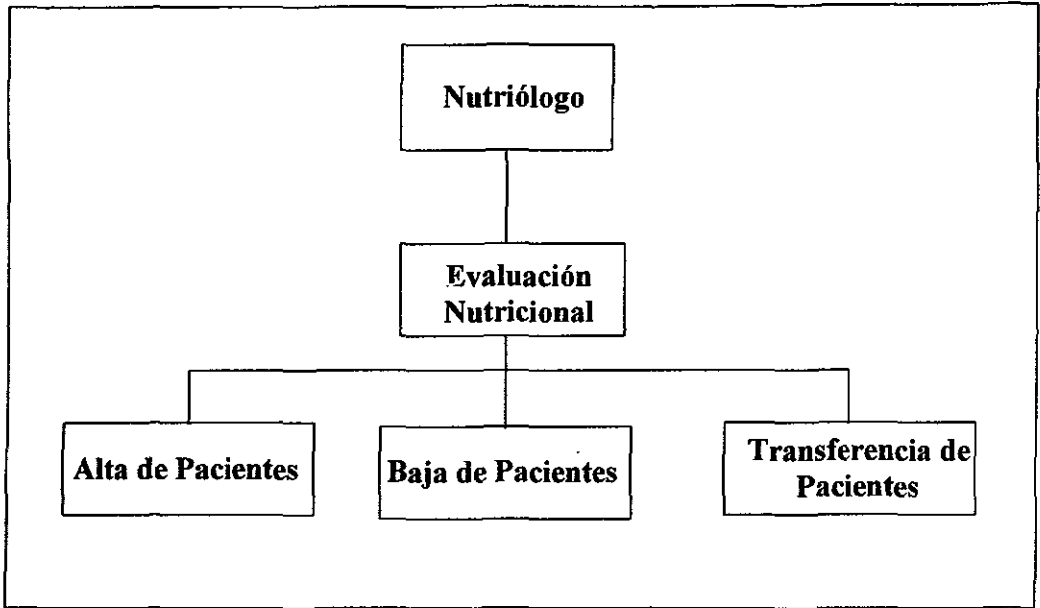 Nutriólogo
Evaluación
Nutricional
Alta de Pacientes
Baja de Pacientes
Transferencia de
Pacientes